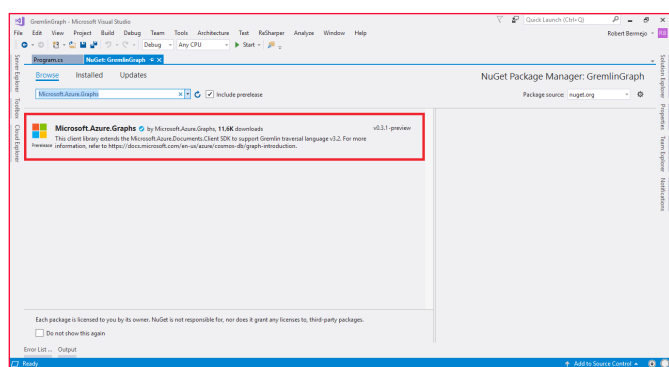 GremlinGraph - Microsoft Visual Studio
Quick Launch (Ctrl+Q)
File Edit View Project Build Debug Team Tools Architecture Test ReSharper Analyze Window Help
Robert Bermejo
RB
Debug Any CPU Start
Program.cs NuGet: GremlinGraph
Browse Installed Updates
NuGet Package Manager: GremlinGraph
Microsoft.Azure.Graphs
Include prerelease
Package source: nuget.org
Microsoft.Azure.Graphs by Microsoft.Azure.Graphs, 11,6K downloads
v0.3.1-preview
This client library extends the Microsoft.Azure.Documents.Client SDK to support Gremlin traversal language v3.2. For more
Prerelease information, refer to https://docs.microsoft.com/en-us/azure/cosmos-db/graph-introduction.
Server Explorer
Toolbox
Cloud Explorer
Solution Explorer
Properties
Team Explorer
Notifications
Each package is licensed to you by its owner. NuGet is not responsible for, nor does it grant any licenses to, third-party packages.
Do not show this again
Error List ... Output
Ready
Add to Source Control